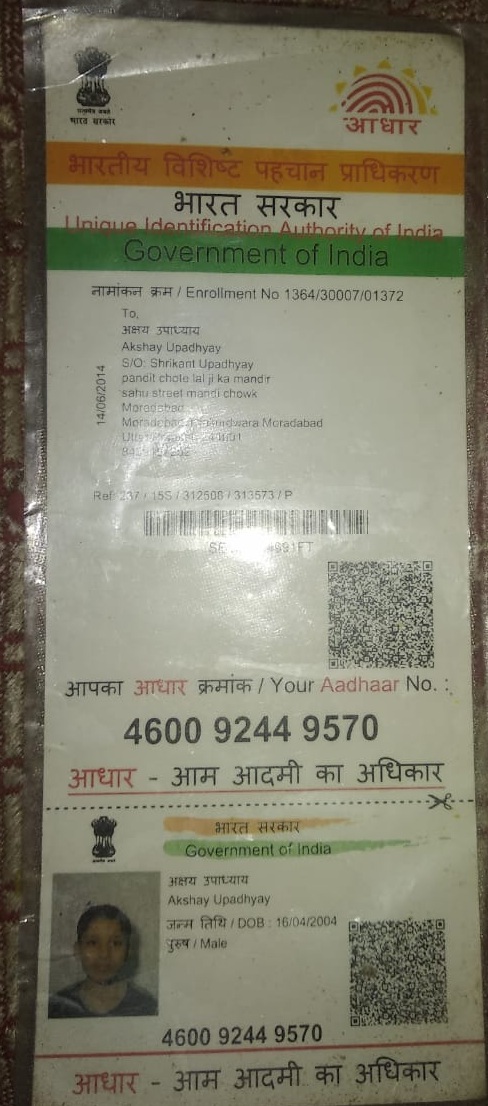 भारत सरकार
आधार
भारतीय विशिष्ट पहचान प्राधिकरण
भारत सरकार
Unique Identification Authority of India
Government of India
नामांकन क्रम / Enrollment No 1364/30007/01372
To,
अक्षय उपाध्याय
Akshay Upadhyay
S/O: Shrikant Upadhyay
pandit chote lal ji ka mandir
sahu street mandi chowk
Moradabad
Moradabad Moradabad
14/06/2014
Ref: 237 / 15S / 312508 / 313573 / P
आपका आधार क्रमांक / Your Aadhaar No. :
4600 9244 9570
आधार - आम आदमी का अधिकार
भारत सरकार
Government of India
अक्षय उपाध्याय
Akshay Upadhyay
जन्म तिथि / DOB : 16/04/2004
पुरुष / Male
4600 9244 9570
आधार - आम आदमी का अधिकार